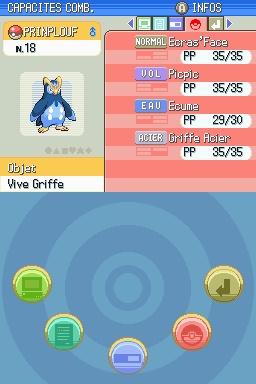 CAPACITES COMB.
INFOS
PRINPLOUF ♂
N.18
NORMAL Ecras'Face
PP 35/35
VOL Picpic
PP 35/35
EAU Ecume
PP 29/30
ACIER Griffe Acier
PP 35/35
Objet
Vive Griffe